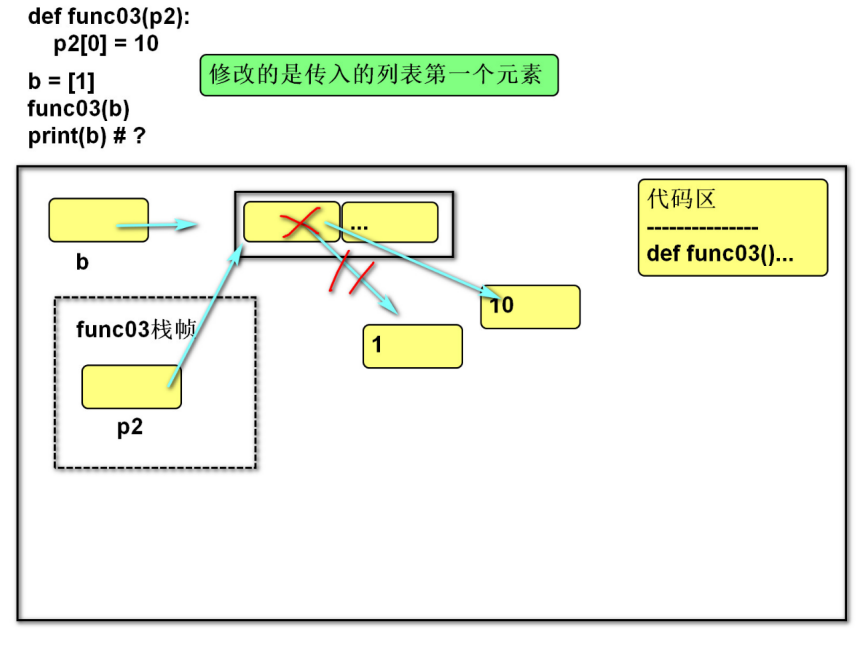 def func03(p2):
p2[0] = 10
修改的是传入的列表第一个元素
b = [1]
func03(b)
print(b) # ?
代码区
---------------
def func03()...
...
b
10
func03栈帧
1
p2